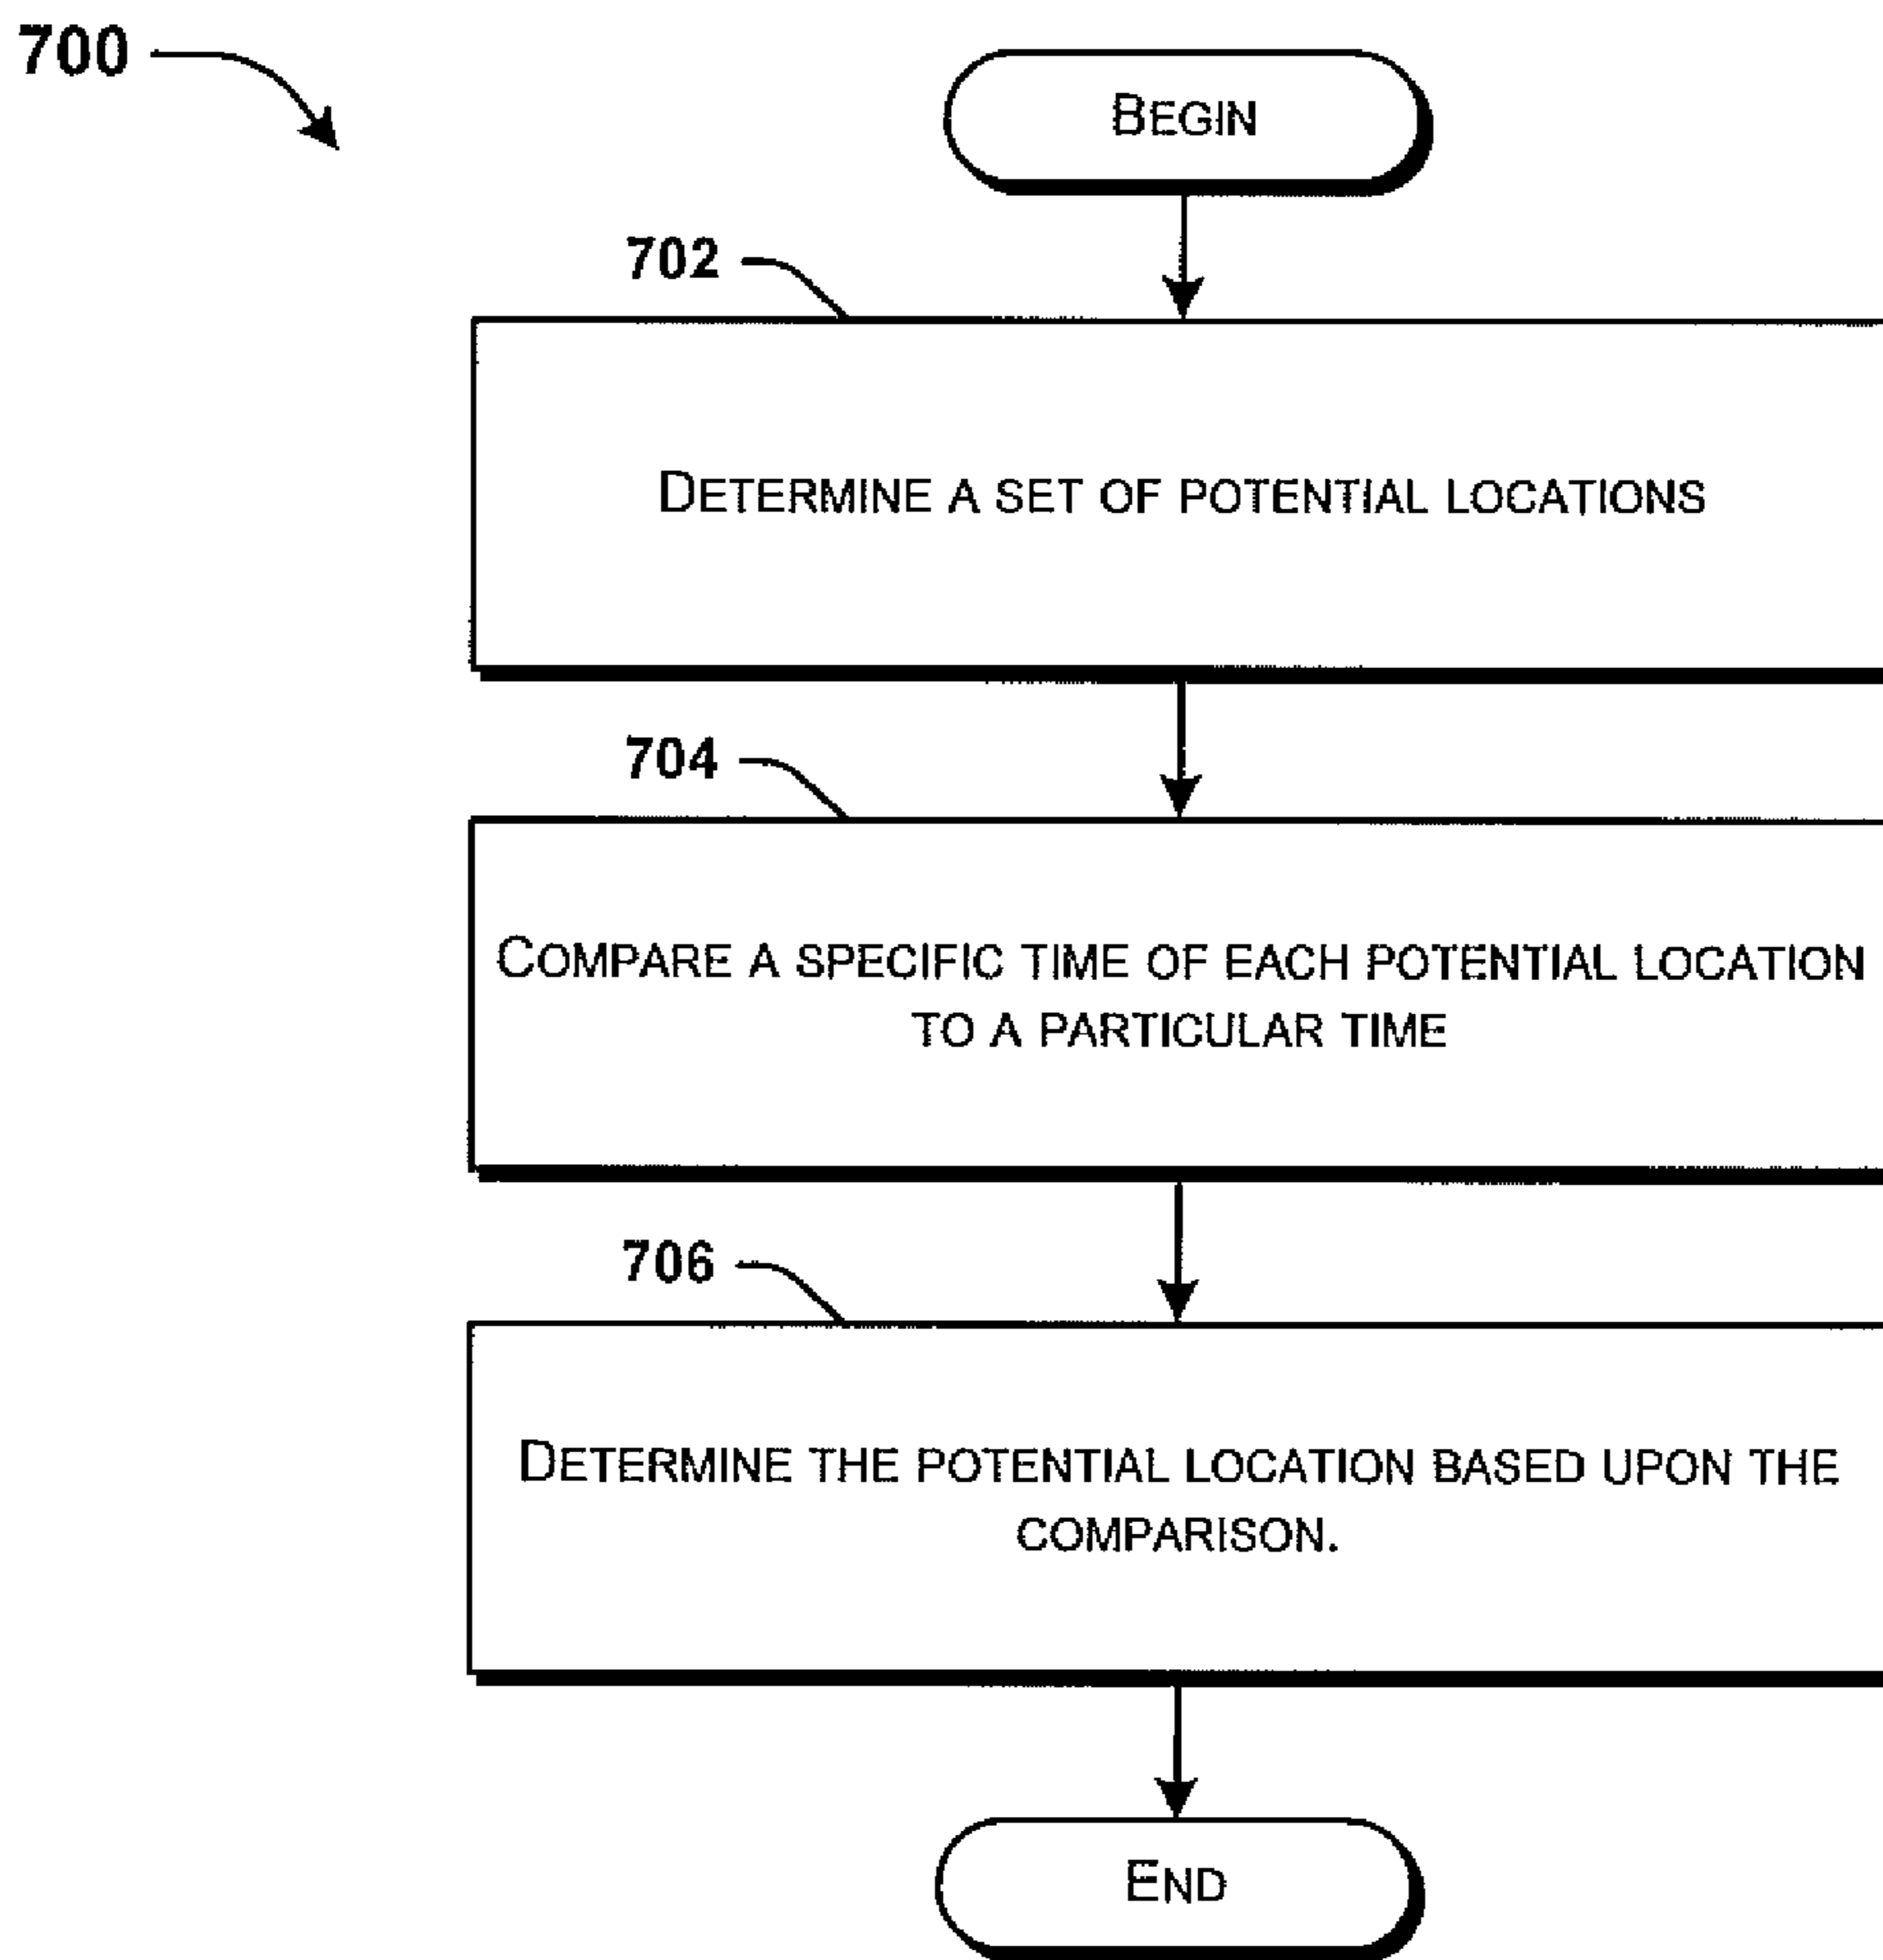 700
BEGIN
702
DETERMINE A SET OF POTENTIAL LOCATIONS
704
COMPARE A SPECIFIC TIME OF EACH POTENTIAL LOCATION
TO A PARTICULAR TIME
706
DETERMINE THE POTENTIAL LOCATION BASED UPON THE
COMPARISON.
END